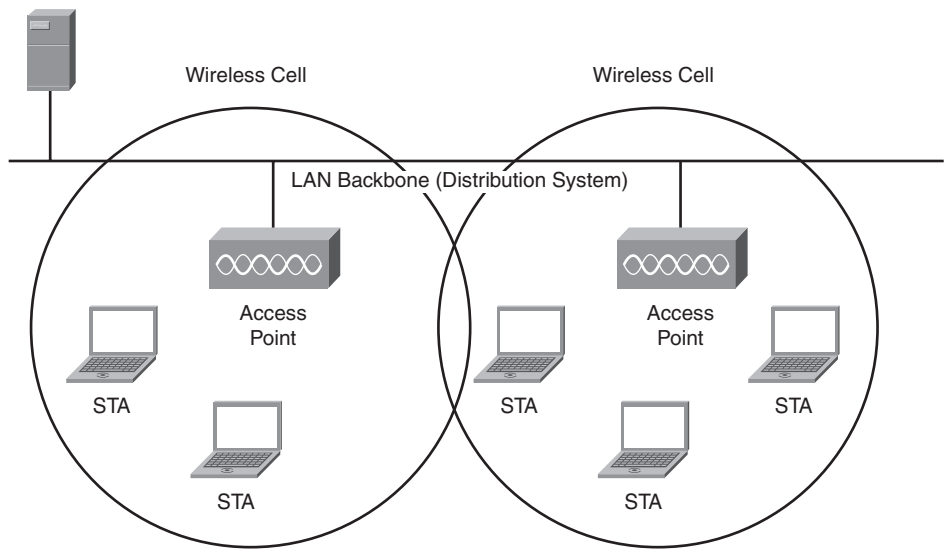 Wireless Cell
Wireless Cell
LAN Backbone (Distribution System)
Access
Point
Access
Point
STA
STA
STA
STA
STA